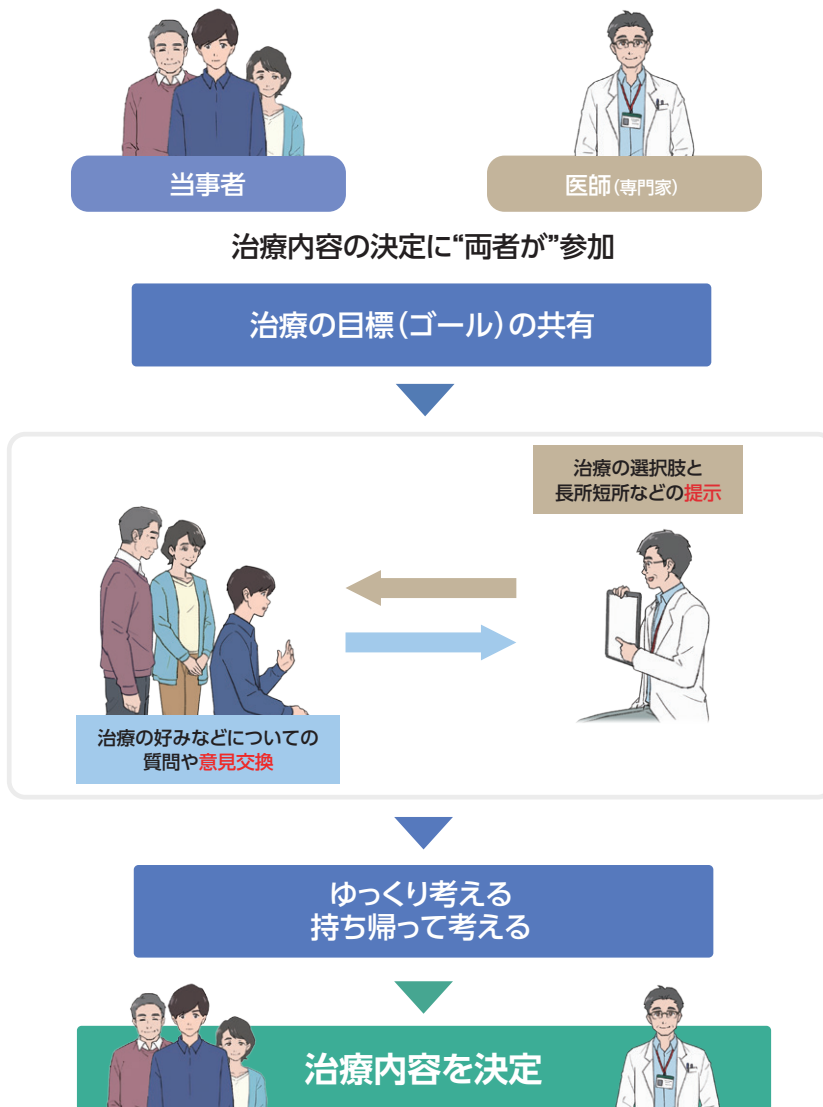 当事者
医師(専門家)
治療内容の決定に“両者が”参加
治療の目標(ゴール)の共有
治療の選択肢と
長所短所などの提示
治療の好みなどについての
質問や意見交換
ゆっくり考える
持ち帰って考える
治療内容を決定